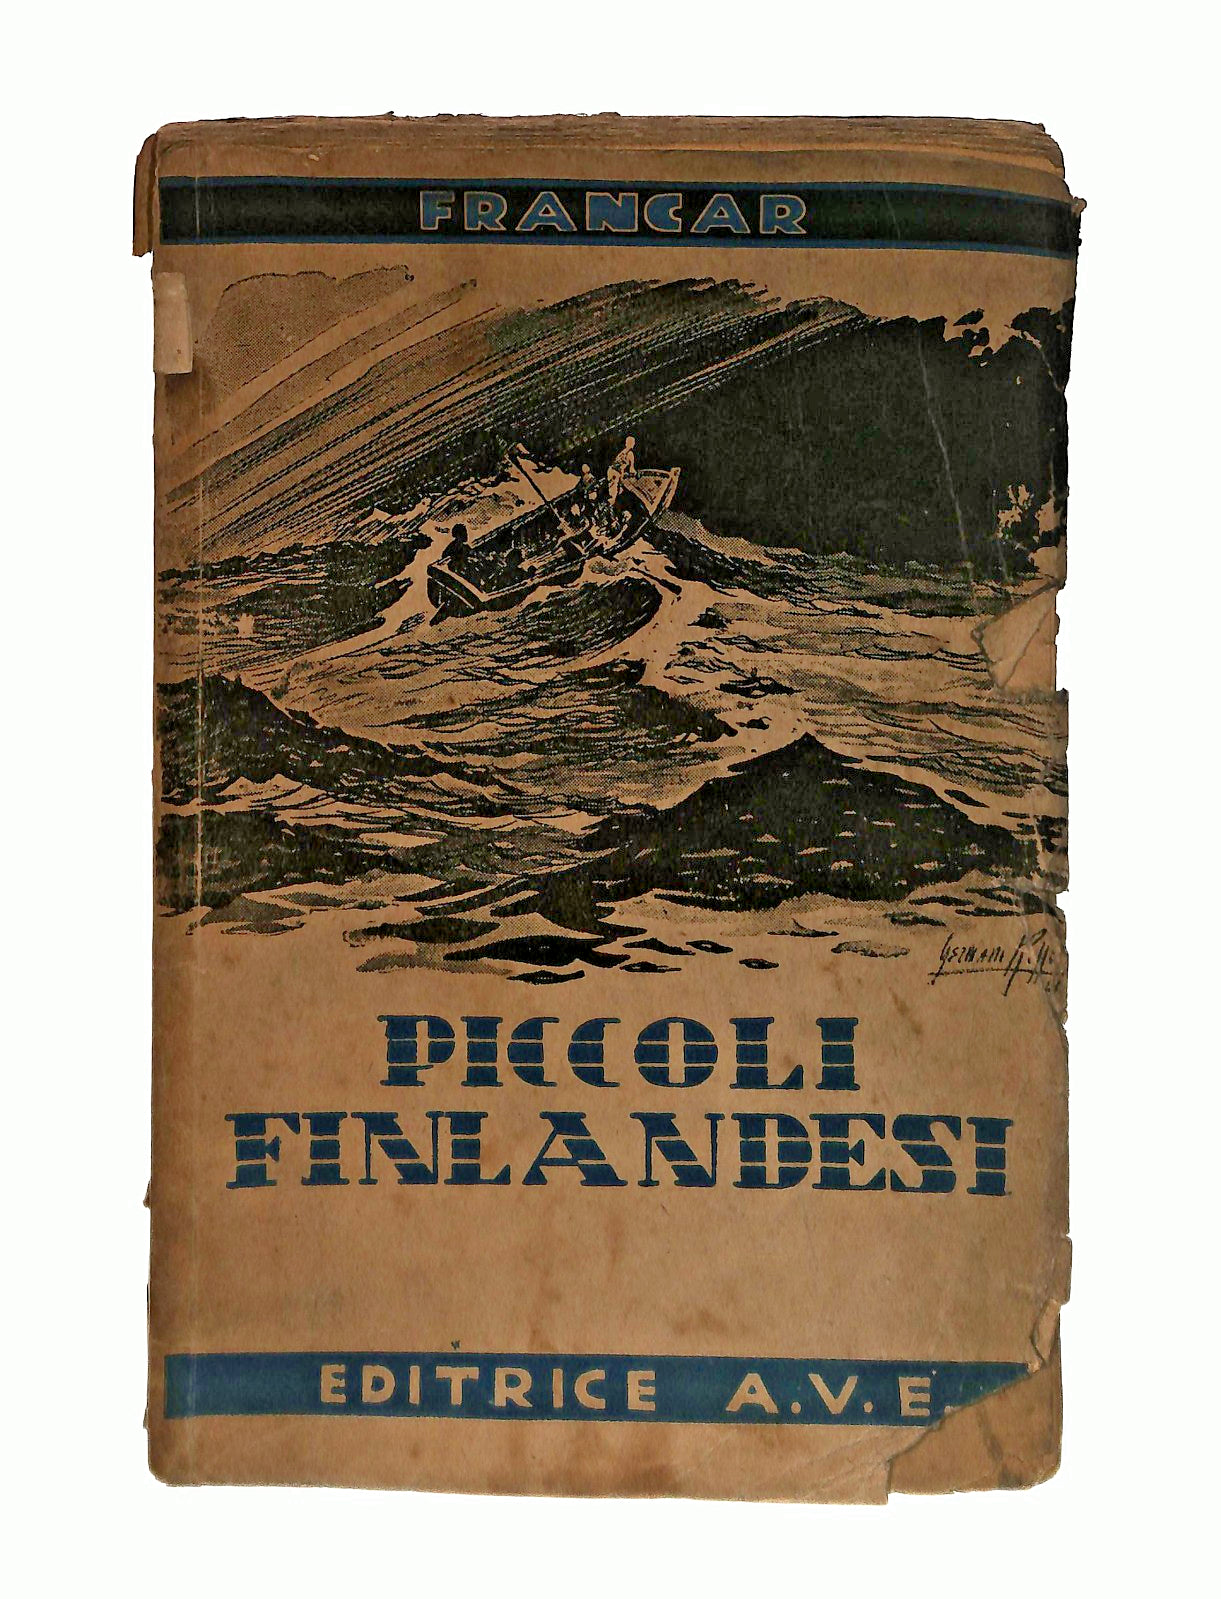 FRANCAR
PICCOLI
FINLANDESI
EDITRICE A.V.E.